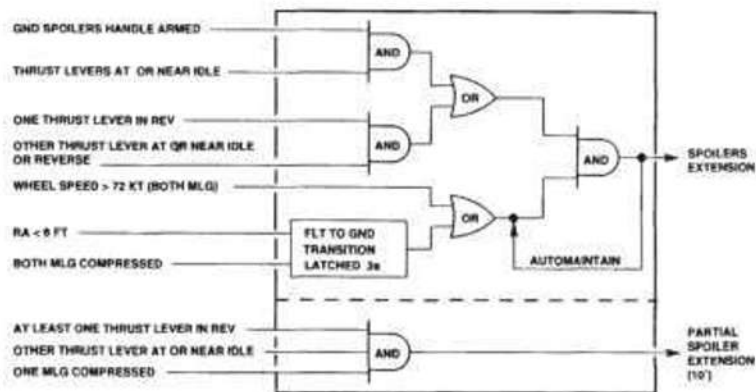 GND SPOILERS HANDLE ARMED
THRUST LEVERS AT OR NEAR IDLE
AND
OR
ONE THRUST LEVER IN REV
OTHER THRUST LEVER AT OR NEAR IDLE
OR REVERSE
AND
AND
SPOILERS
EXTENSION
WHEEL SPEED > 72 KT (BOTH MLG)
OR
RA < 6 FT
FLT TO GND
TRANSITION
LATCHED 3s
BOTH MLG COMPRESSED
AUTOMAINTAIN
AT LEAST ONE THRUST LEVER IN REV
OTHER THRUST LEVER AT OR NEAR IDLE
ONE MLG COMPRESSED
AND
PARTIAL
SPOILER
EXTENSION
(10°)